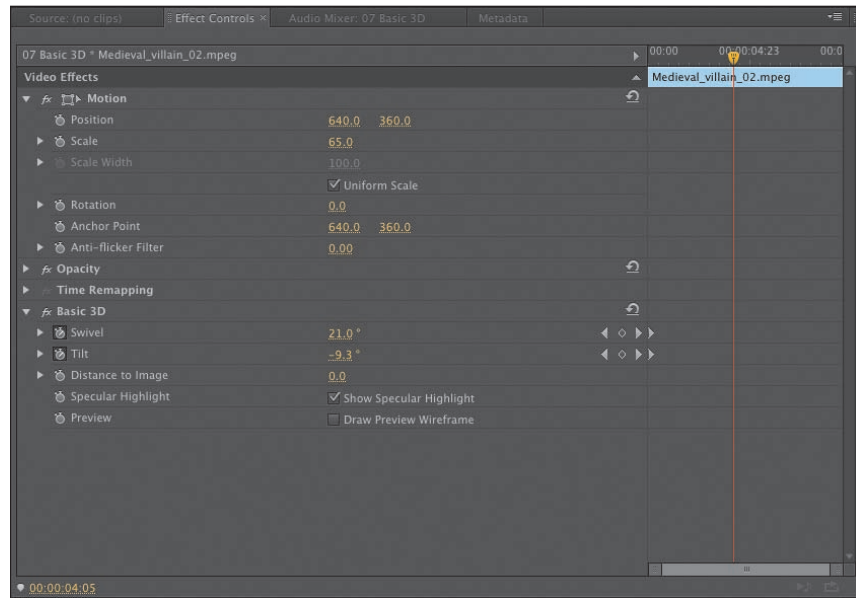 Source: (no clips) Effect Controls × Audio Mixer: 07 Basic 3D Metadata
07 Basic 3D * Medieval_villain_02.mpeg 00:00 00:00:04:23 00:0
Video Effects Medieval_villain_02.mpeg
fx Motion
Position 640.0 360.0
Scale 65.0
Scale Width 100.0
Uniform Scale
Rotation 0.0
Anchor Point 640.0 360.0
Anti-flicker Filter 0.00
fx Opacity
Time Remapping
fx Basic 3D
Swivel 21.0 °
Tilt -9.3 °
Distance to Image 0.0
Specular Highlight Show Specular Highlight
Preview Draw Preview Wireframe
00:00:04:05